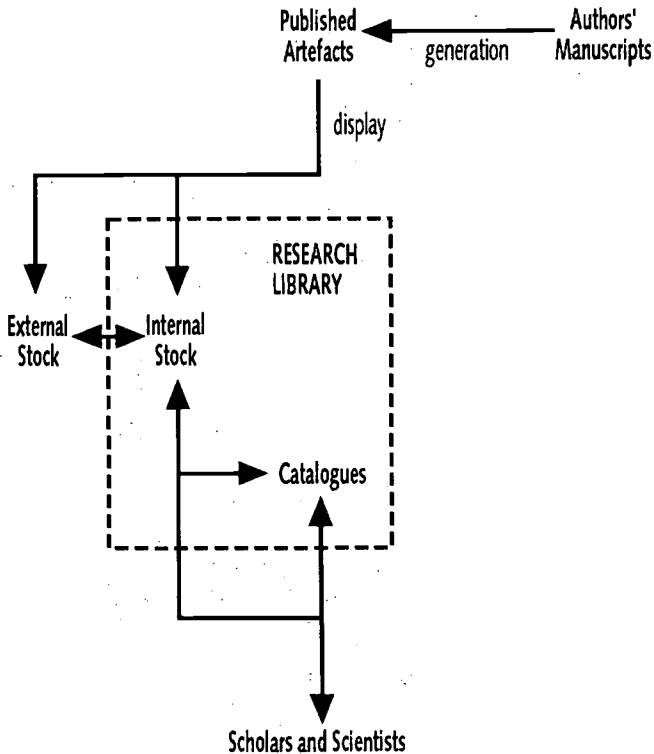 Published
Artefacts
generation
Authors'
Manuscripts
display
RESEARCH
LIBRARY
External
Stock
Internal
Stock
Catalogues
Scholars and Scientists